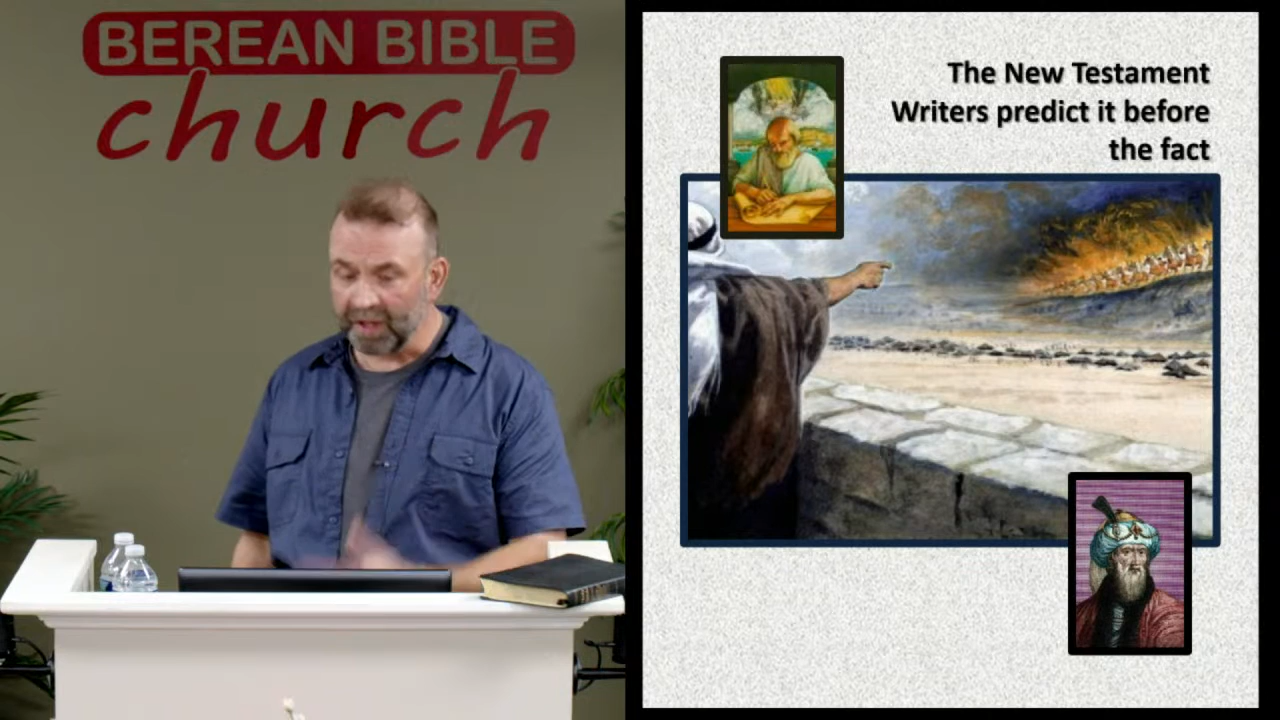 BEREAN BIBLE
church
The New Testament
Writers predict it before
the fact